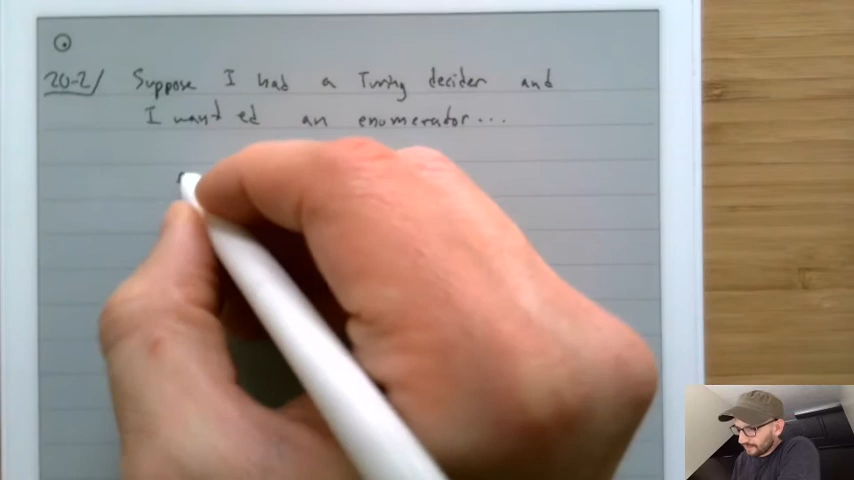 20-2/ Suppose I had a Turing decider and
I wanted an enumerator...